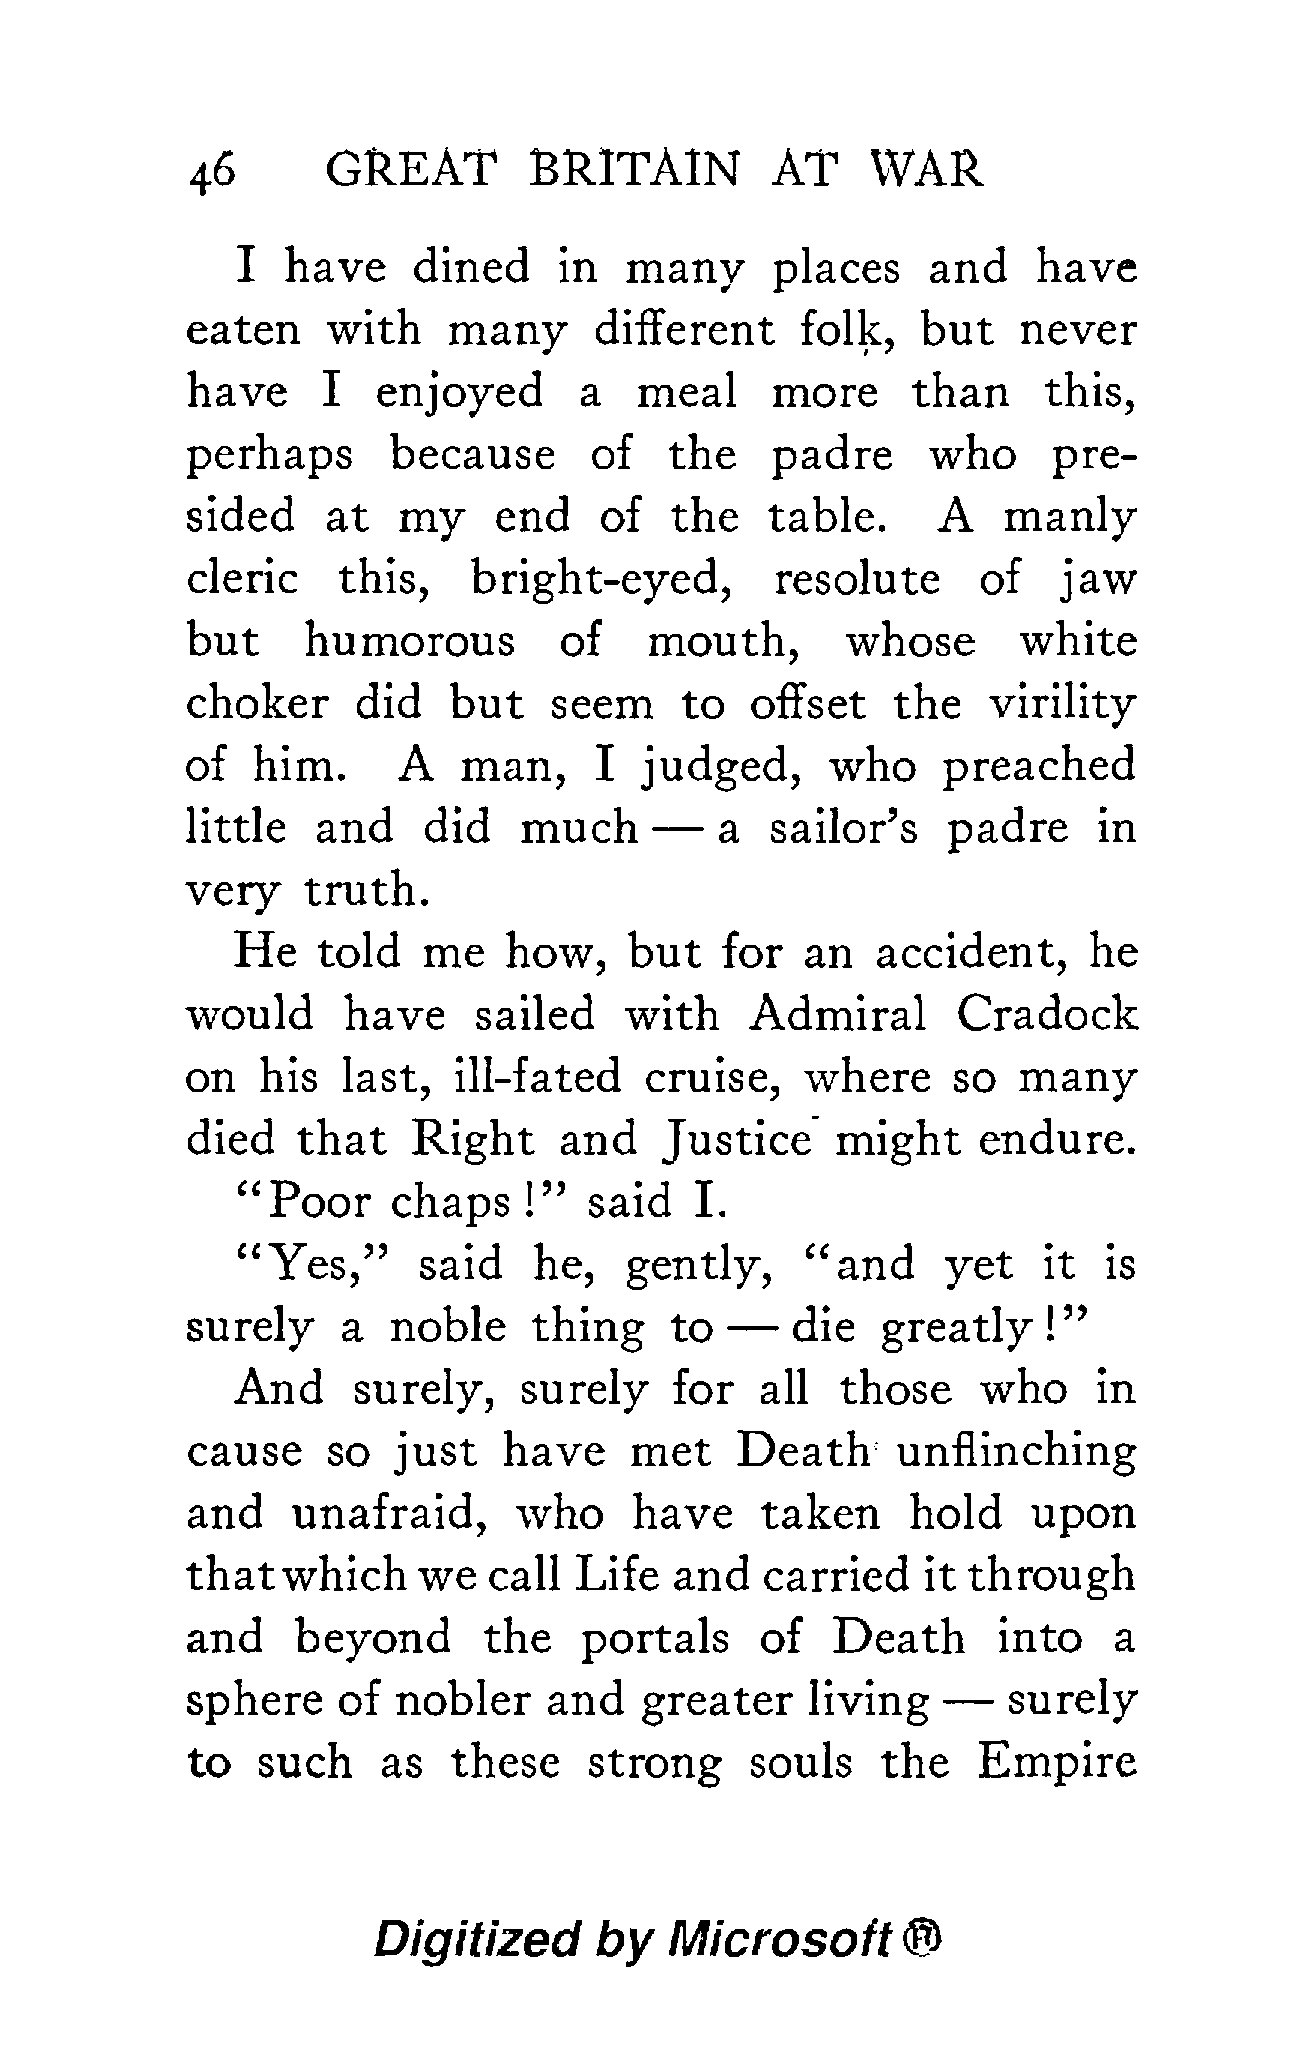 46 GREAT BRITAIN AT WAR
I have dined in many places and have
eaten with many different folk, but never
have I enjoyed a meal more than this,
perhaps because of the padre who pre-
sided at my end of the table. A manly
cleric this, bright-eyed, resolute of jaw
but humorous of mouth, whose white
choker did but seem to offset the virility
of him. A man, I judged, who preached
little and did much — a sailor's padre in
very truth.
He told me how, but for an accident, he
would have sailed with Admiral Cradock
on his last, ill-fated cruise, where so many
died that Right and Justice might endure.
"Poor chaps!" said I.
"Yes," said he, gently, "and yet it is
surely a noble thing to — die greatly!"
And surely, surely for all those who in
cause so just have met Death unflinching
and unafraid, who have taken hold upon
that which we call Life and carried it through
and beyond the portals of Death into a
sphere of nobler and greater living — surely
to such as these strong souls the Empire
Digitized by Microsoft ®